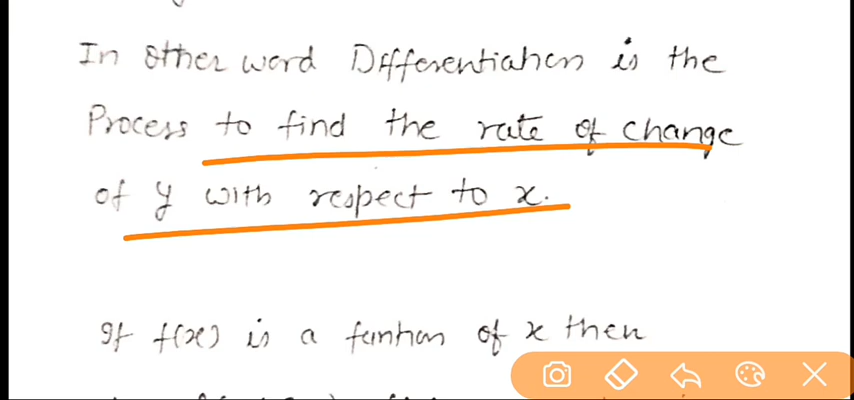 In other word Differentiation is the
Process to find the rate of change
of y with respect to x.
If f(x) is a funtion of x then